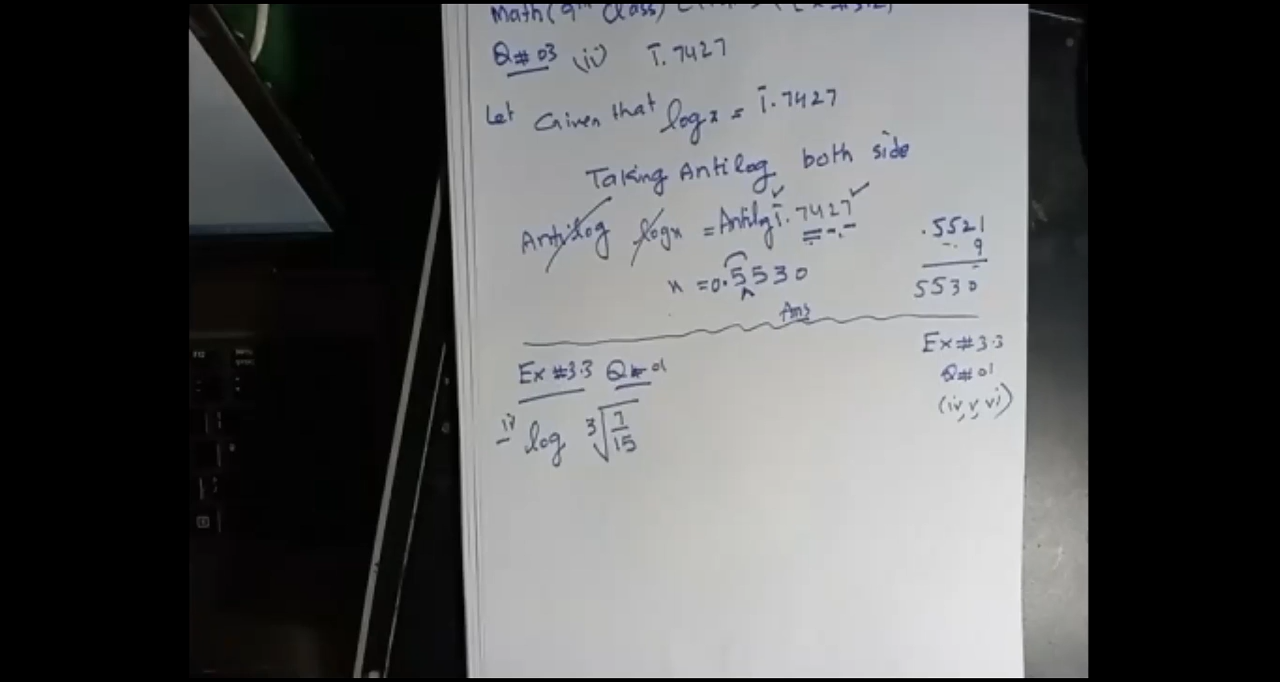 Math (9th Class)
Q# 03 (iv) 1̄.7427
Let Given that log x = 1̄.7427
Taking Antilog both side
Antilog log x = Antilog 1̄.7427
x = 0.5530
Ans
.5521
9
5530
Ex #3.3 Q# 01
iv log ∛(7/15)
Ex #3.3
Q# 01
(iv, v, vi)